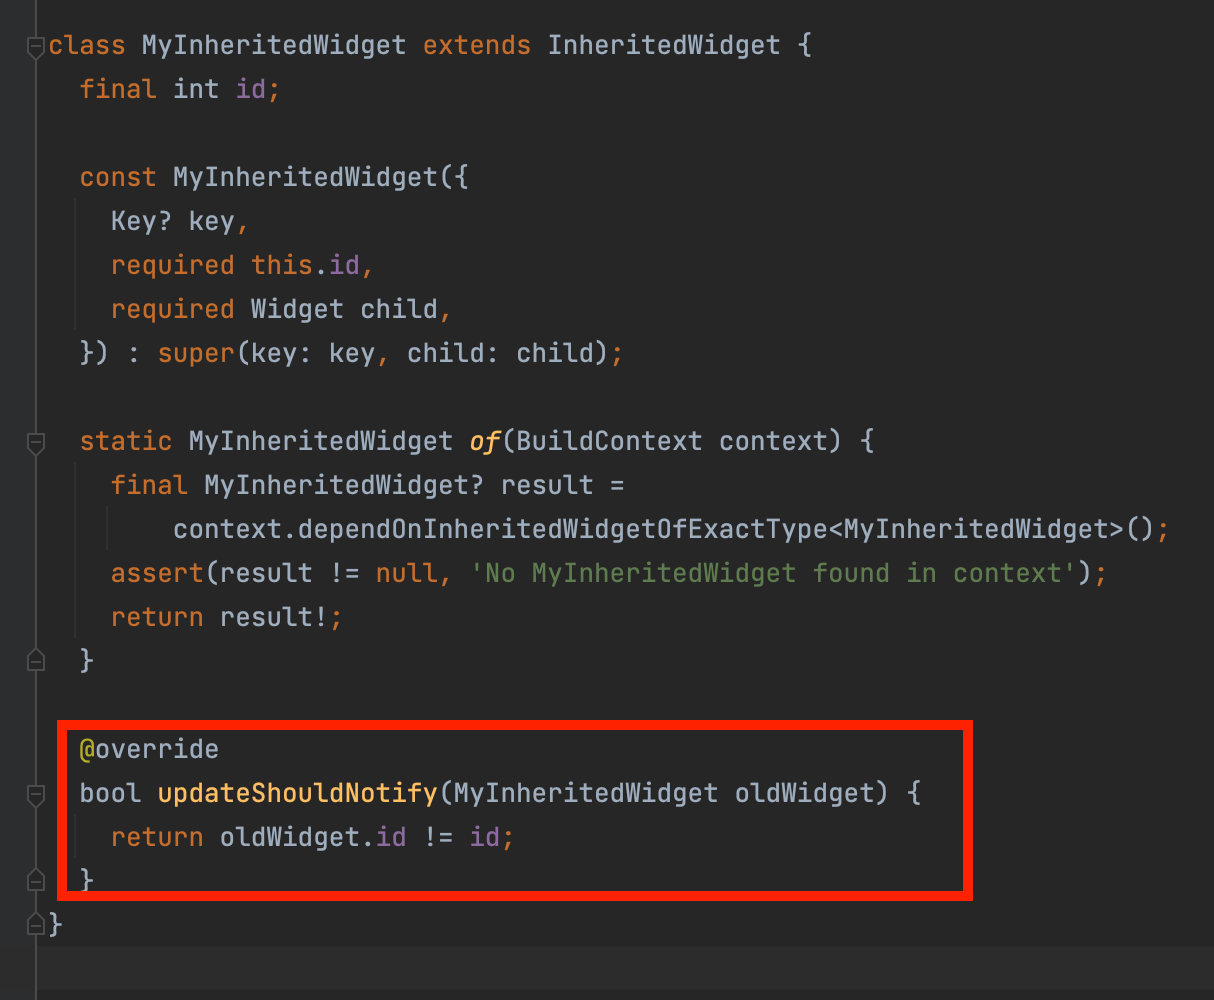 class MyInheritedWidget extends InheritedWidget {
final int id;
const MyInheritedWidget({
Key? key,
required this.id,
required Widget child,
}) : super(key: key, child: child);
static MyInheritedWidget of(BuildContext context) {
final MyInheritedWidget? result =
context.dependOnInheritedWidgetOfExactType<MyInheritedWidget>();
assert(result != null, 'No MyInheritedWidget found in context');
return result!;
}
@override
bool updateShouldNotify(MyInheritedWidget oldWidget) {
return oldWidget.id != id;
}
}